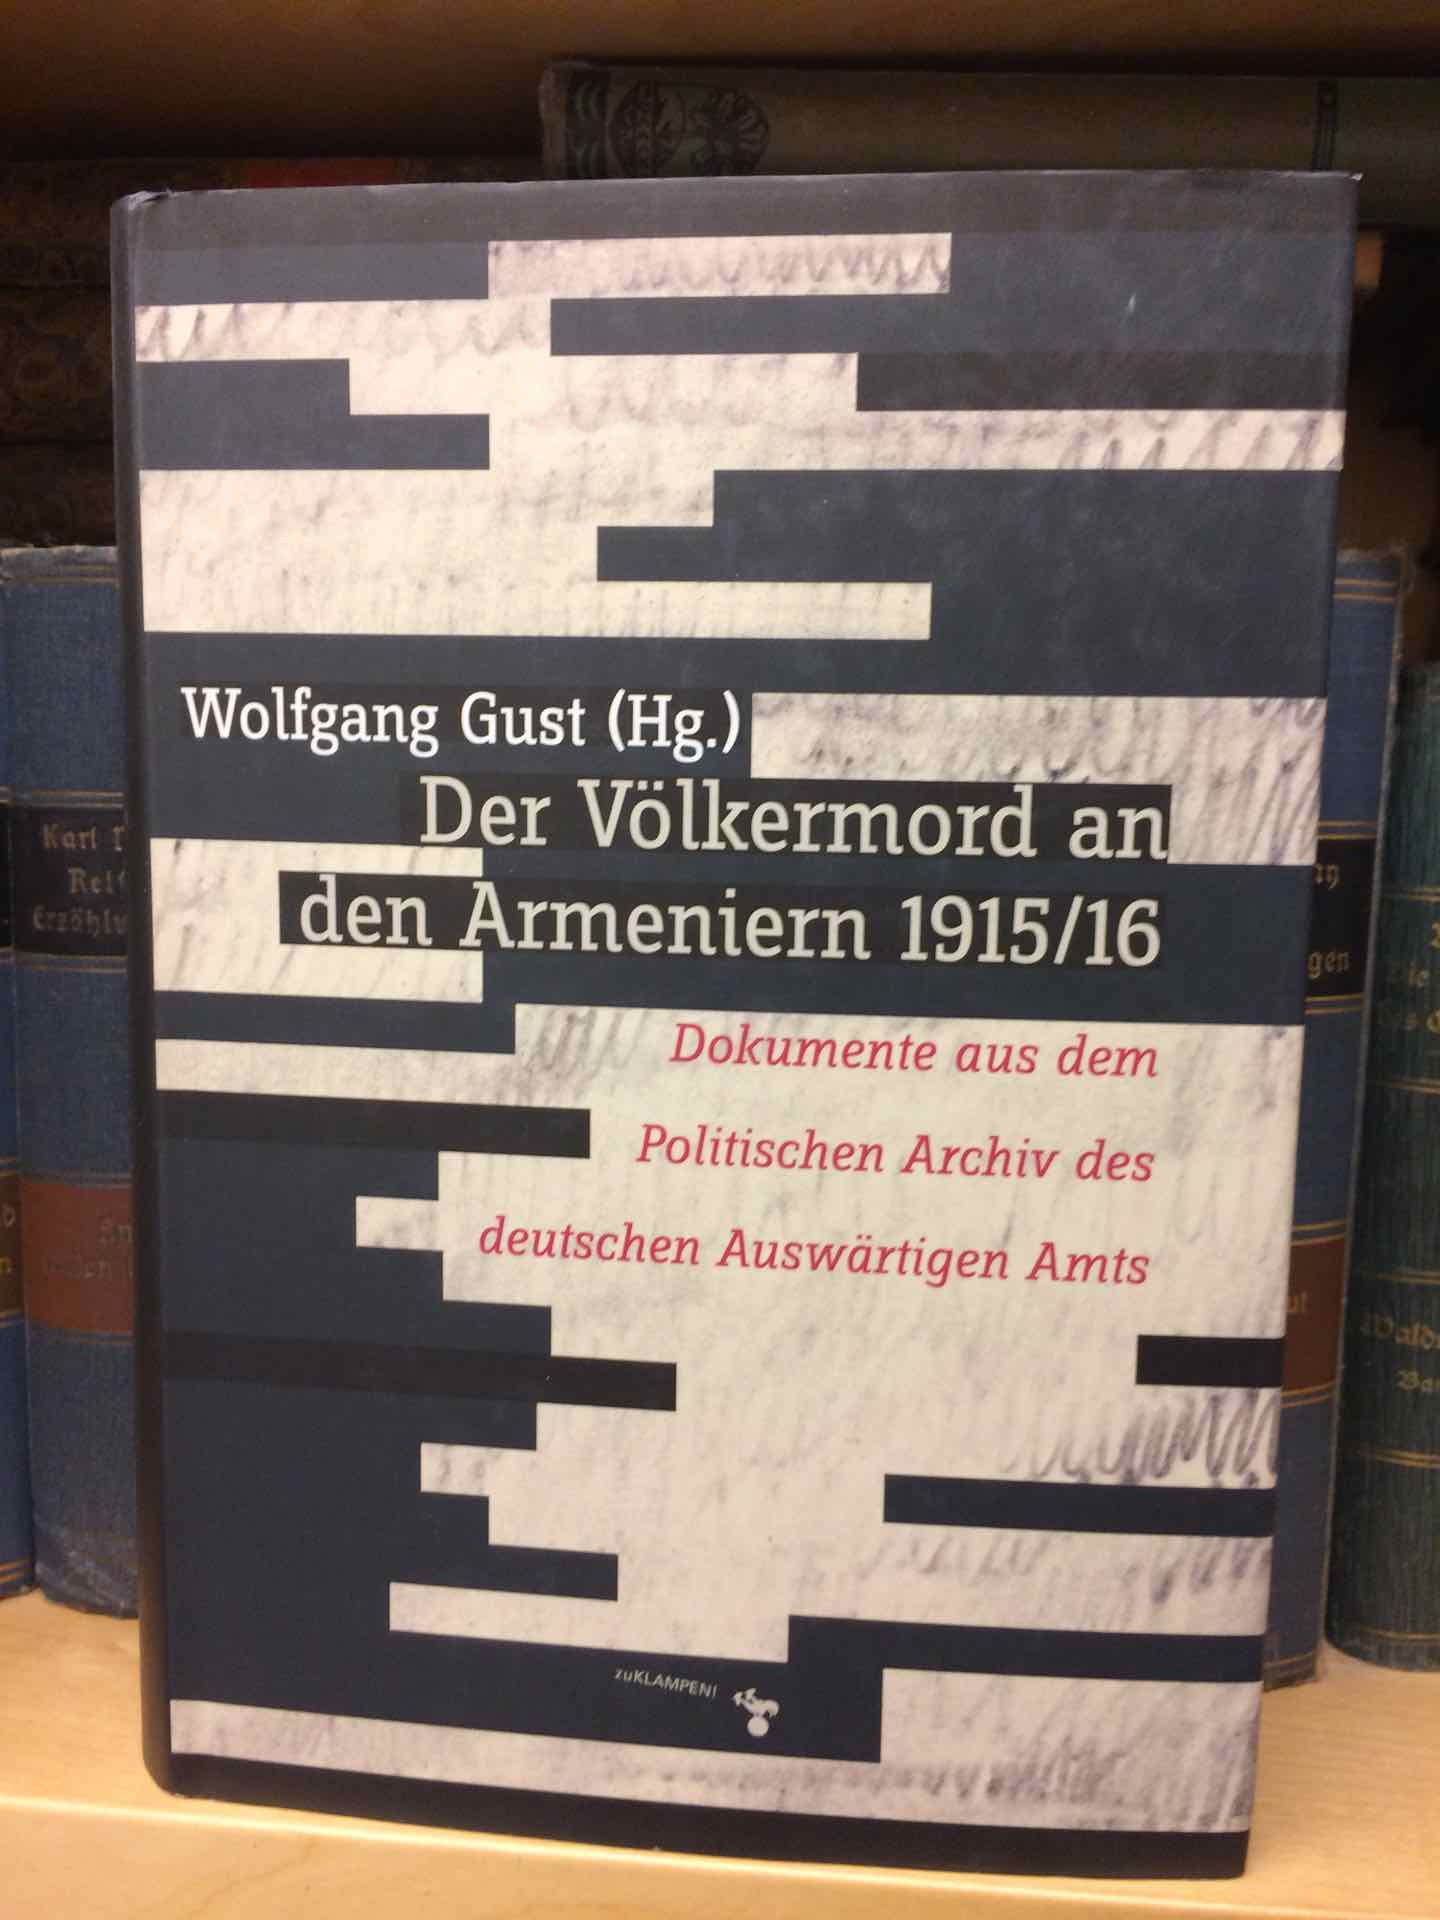 Wolfgang Gust (Hg.)
Der Völkermord an
den Armeniern 1915/16
Dokumente aus dem
Politischen Archiv des
deutschen Auswärtigen Amts
zuKLAMPEN!
Karl